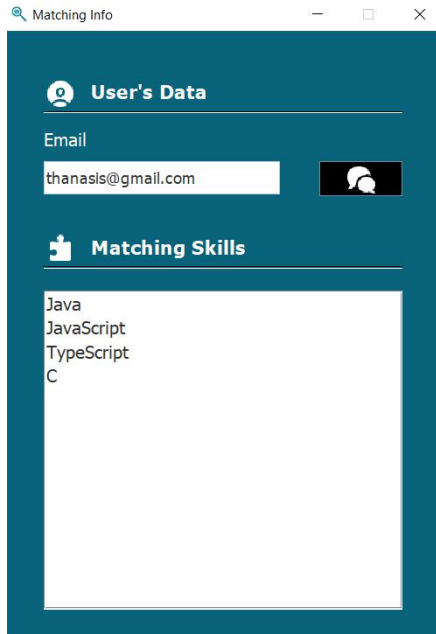 Matching Info
User's Data
Email
thanasis@gmail.com
Matching Skills
Java
JavaScript
TypeScript
C